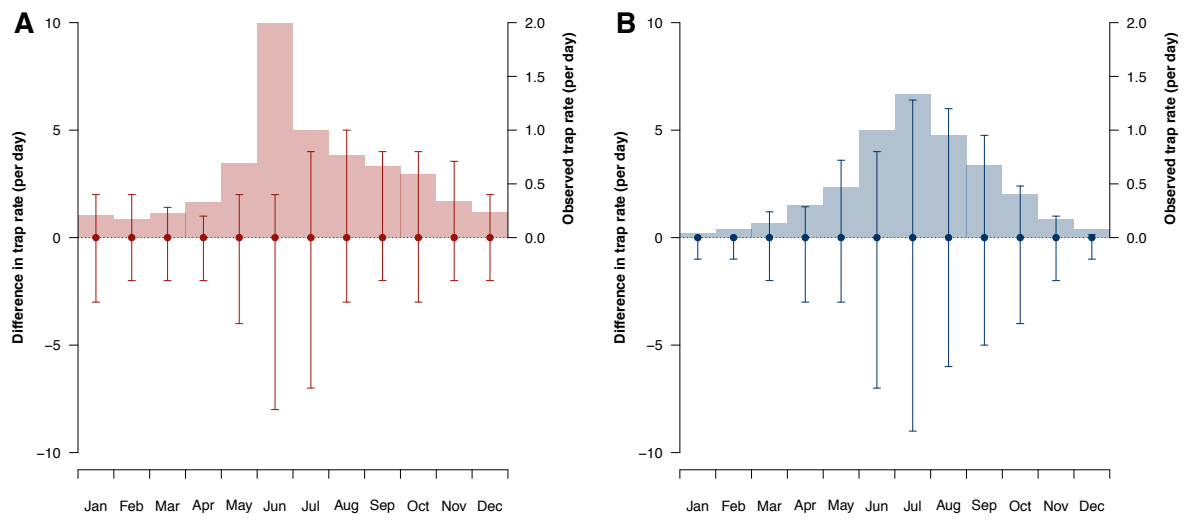 A
10
5
0
−5
−10
Difference in trap rate (per day)
2.0
1.5
1.0
0.5
0.0
Observed trap rate (per day)
Jan Feb Mar Apr May Jun Jul Aug Sep Oct Nov Dec
B
10
5
0
−5
−10
Difference in trap rate (per day)
2.0
1.5
1.0
0.5
0.0
Observed trap rate (per day)
Jan Feb Mar Apr May Jun Jul Aug Sep Oct Nov Dec